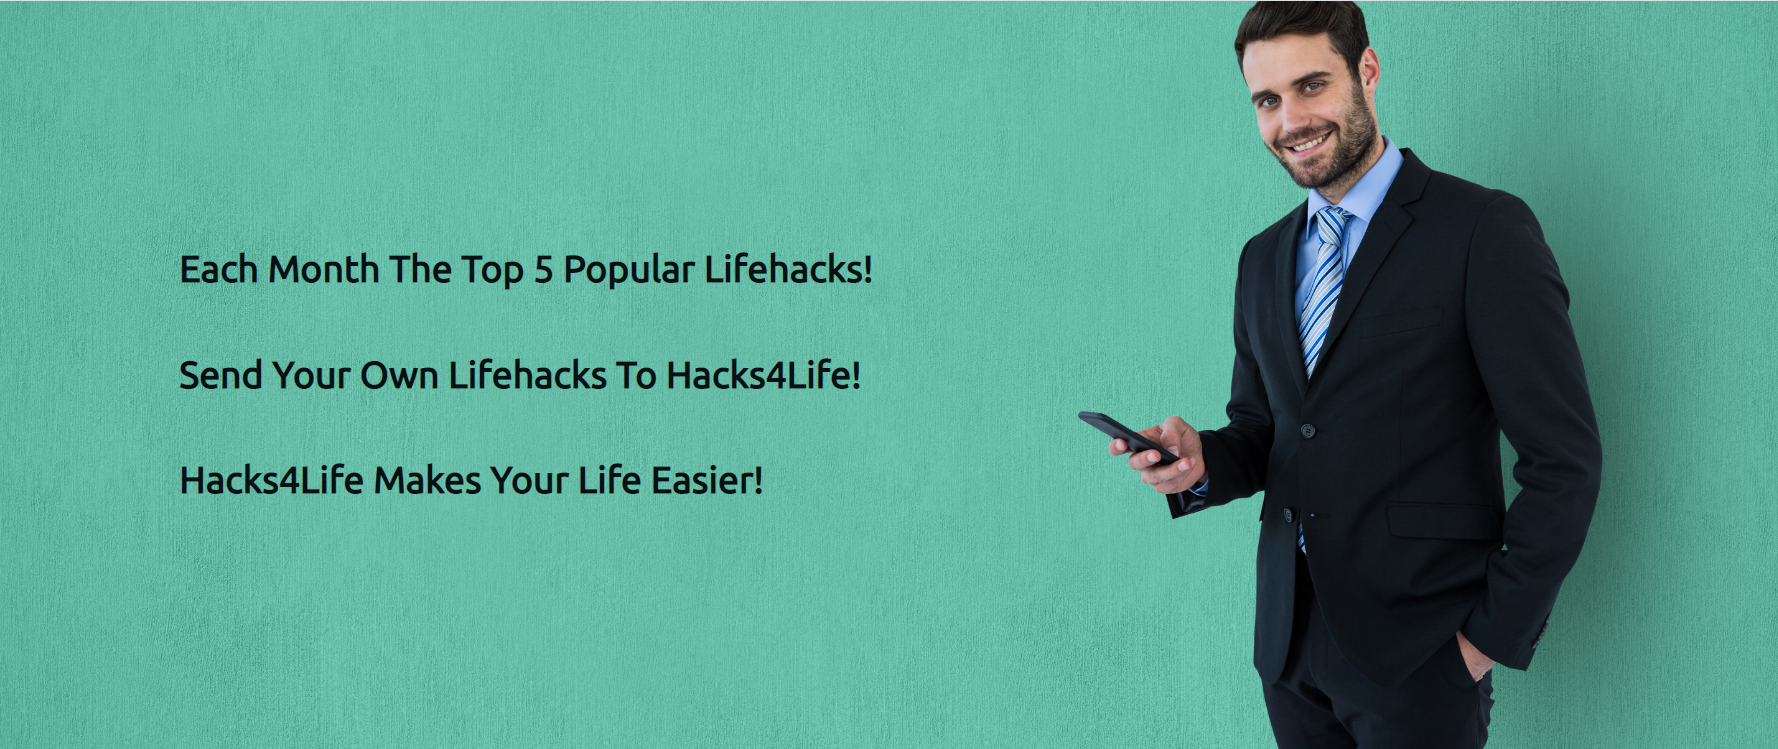 Each Month The Top 5 Popular Lifehacks!
Send Your Own Lifehacks To Hacks4Life!
Hacks4Life Makes Your Life Easier!